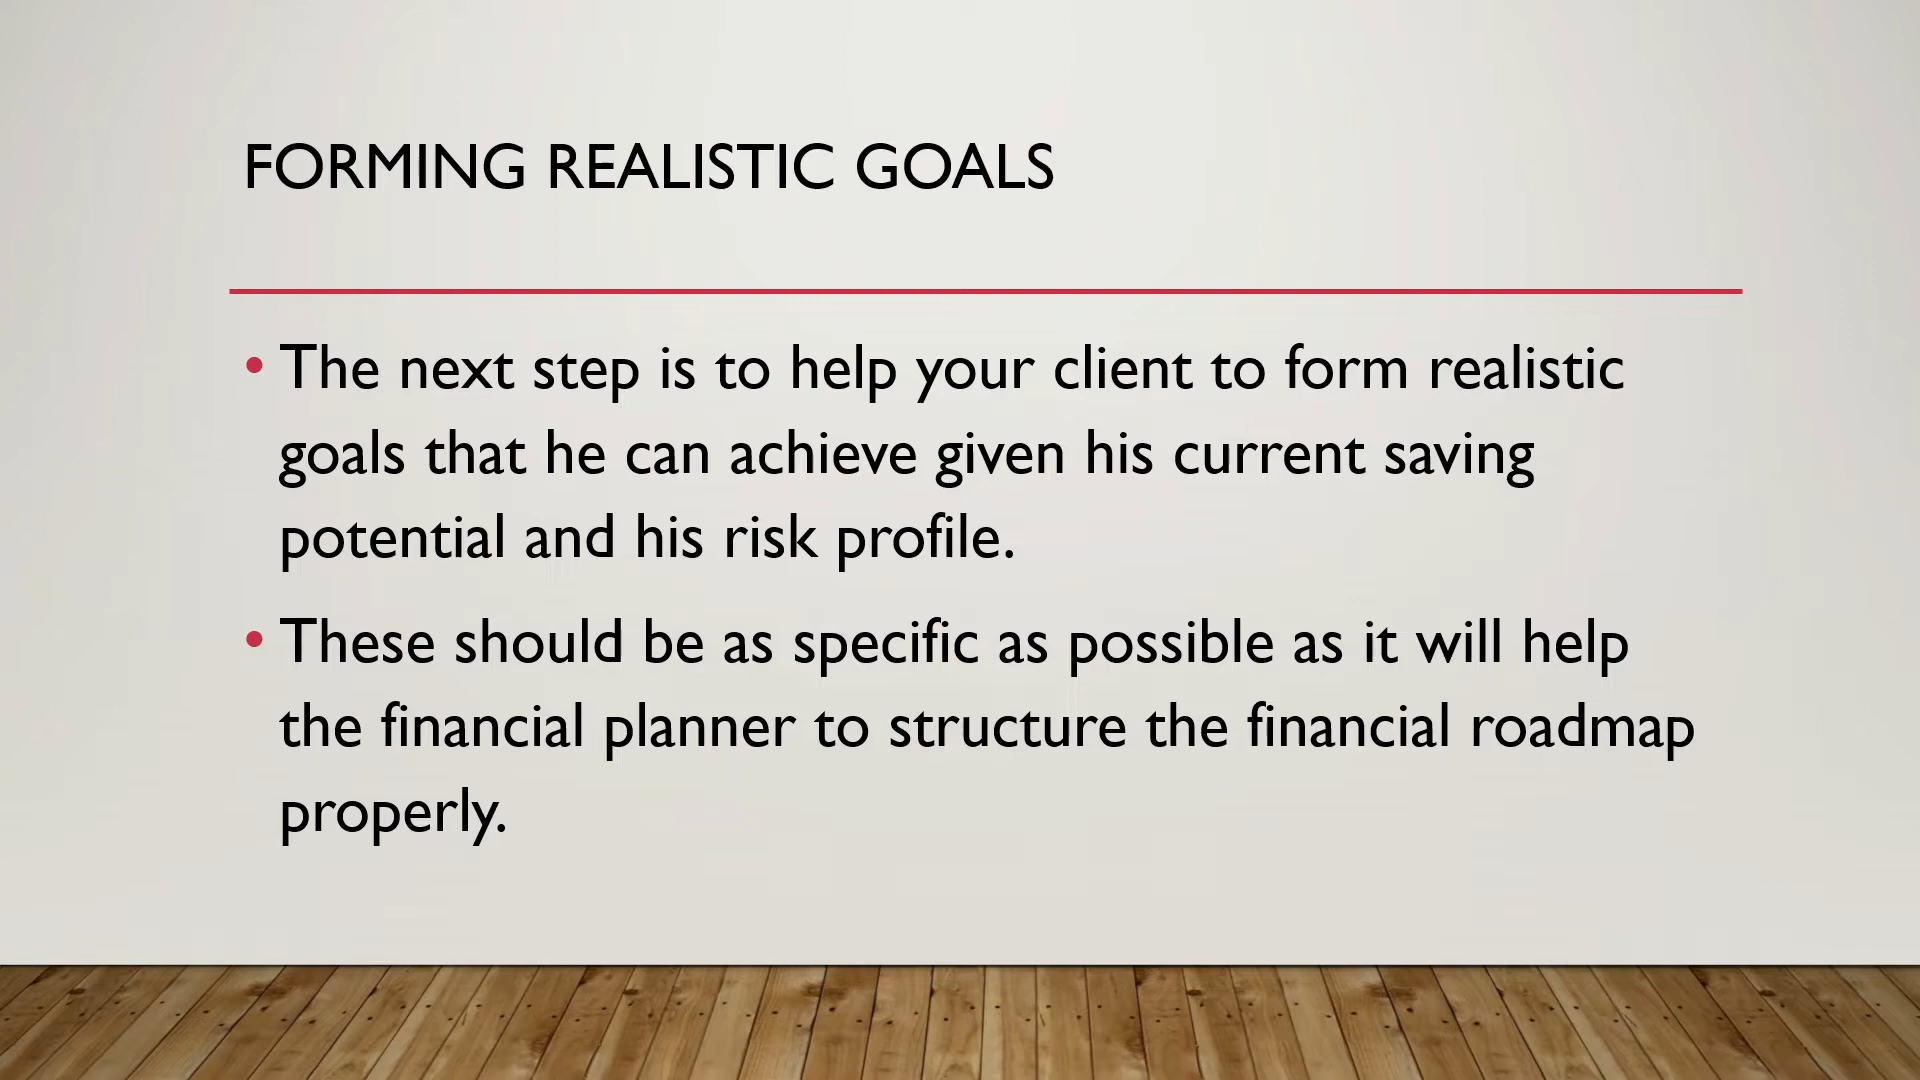 FORMING REALISTIC GOALS
• The next step is to help your client to form realistic
goals that he can achieve given his current saving
potential and his risk profile.
• These should be as specific as possible as it will help
the financial planner to structure the financial roadmap
properly.